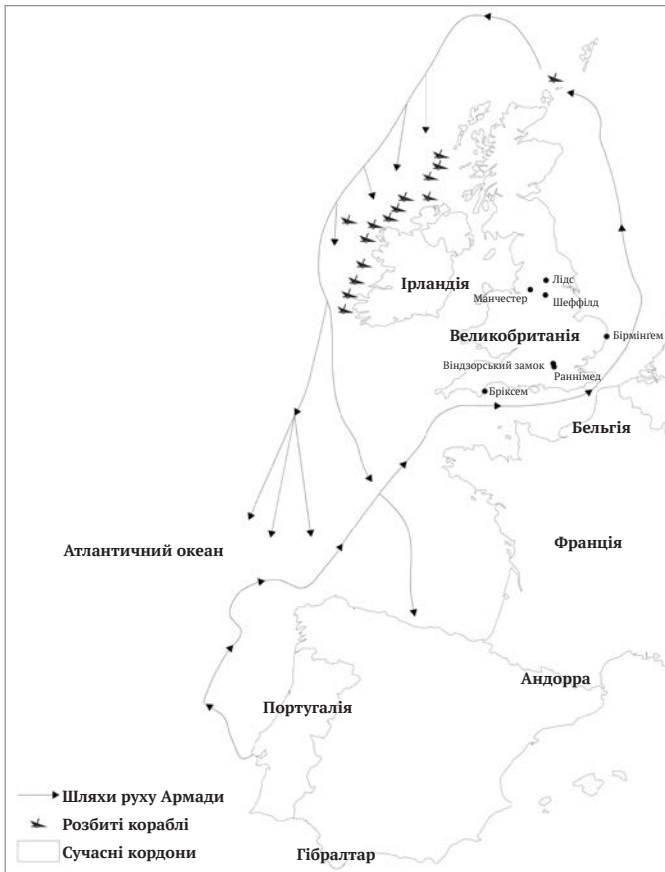 Ірландія
Лідс
Манчестер
Шеффілд
Великобританія
Бірмінґем
Віндзорський замок
Раннімед
Бріксем
Бельгія
Атлантичний океан
Франція
Андорра
Португалія
Шляхи руху Армади
Розбиті кораблі
Сучасні кордони
Гібралтар